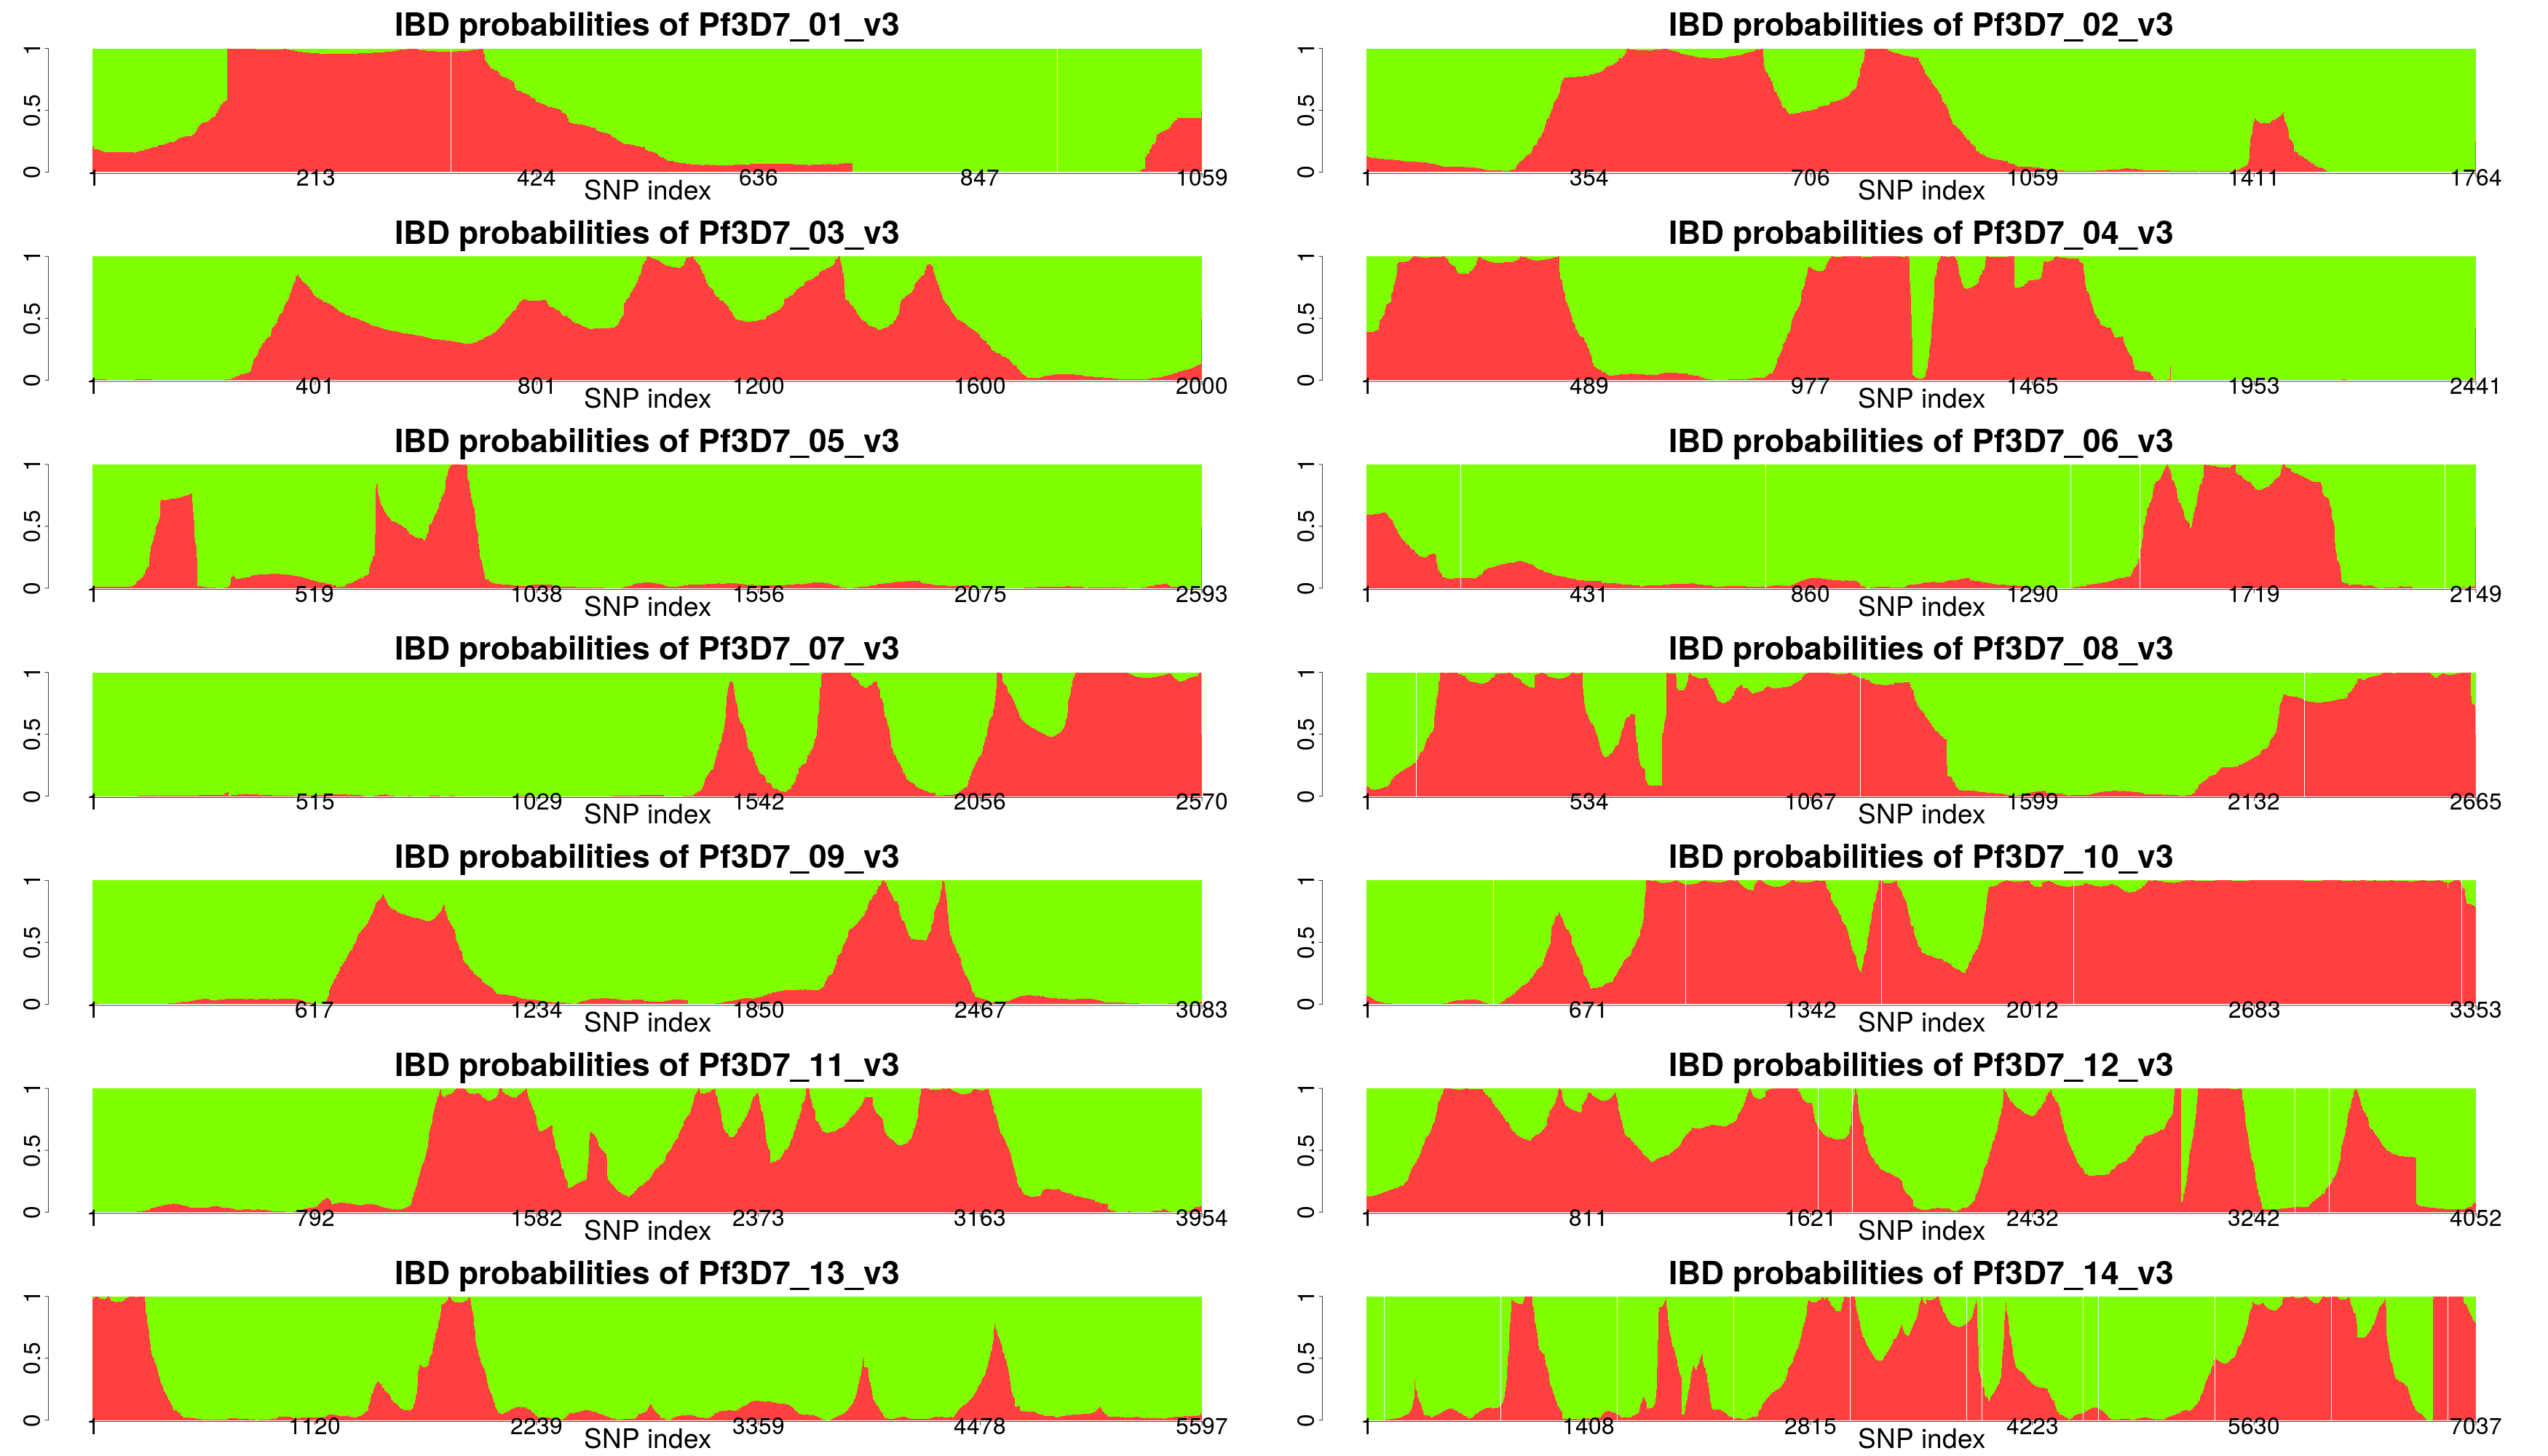 IBD probabilities of Pf3D7_01_v3
0 0.5 1
1 213 424 636 847 1059
SNP index
IBD probabilities of Pf3D7_02_v3
0 0.5 1
1 354 706 1059 1411 1764
SNP index
IBD probabilities of Pf3D7_03_v3
0 0.5 1
1 401 801 1200 1600 2000
SNP index
IBD probabilities of Pf3D7_04_v3
0 0.5 1
1 489 977 1465 1953 2441
SNP index
IBD probabilities of Pf3D7_05_v3
0 0.5 1
1 519 1038 1556 2075 2593
SNP index
IBD probabilities of Pf3D7_06_v3
0 0.5 1
1 431 860 1290 1719 2149
SNP index
IBD probabilities of Pf3D7_07_v3
0 0.5 1
1 515 1029 1542 2056 2570
SNP index
IBD probabilities of Pf3D7_08_v3
0 0.5 1
1 534 1067 1599 2132 2665
SNP index
IBD probabilities of Pf3D7_09_v3
0 0.5 1
1 617 1234 1850 2467 3083
SNP index
IBD probabilities of Pf3D7_10_v3
0 0.5 1
1 671 1342 2012 2683 3353
SNP index
IBD probabilities of Pf3D7_11_v3
0 0.5 1
1 792 1582 2373 3163 3954
SNP index
IBD probabilities of Pf3D7_12_v3
0 0.5 1
1 811 1621 2432 3242 4052
SNP index
IBD probabilities of Pf3D7_13_v3
0 0.5 1
1 1120 2239 3359 4478 5597
SNP index
IBD probabilities of Pf3D7_14_v3
0 0.5 1
1 1408 2815 4223 5630 7037
SNP index